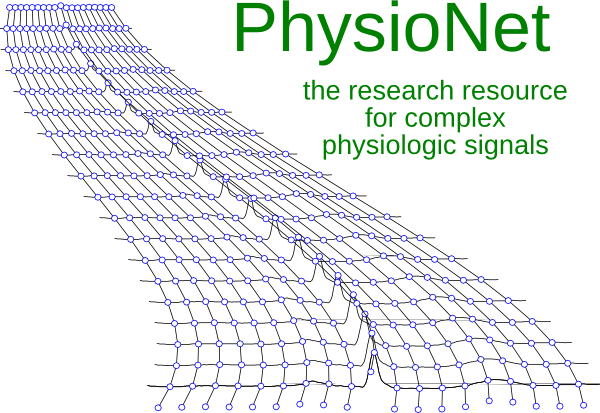 PhysioNet
the research resource
for complex
physiologic signals